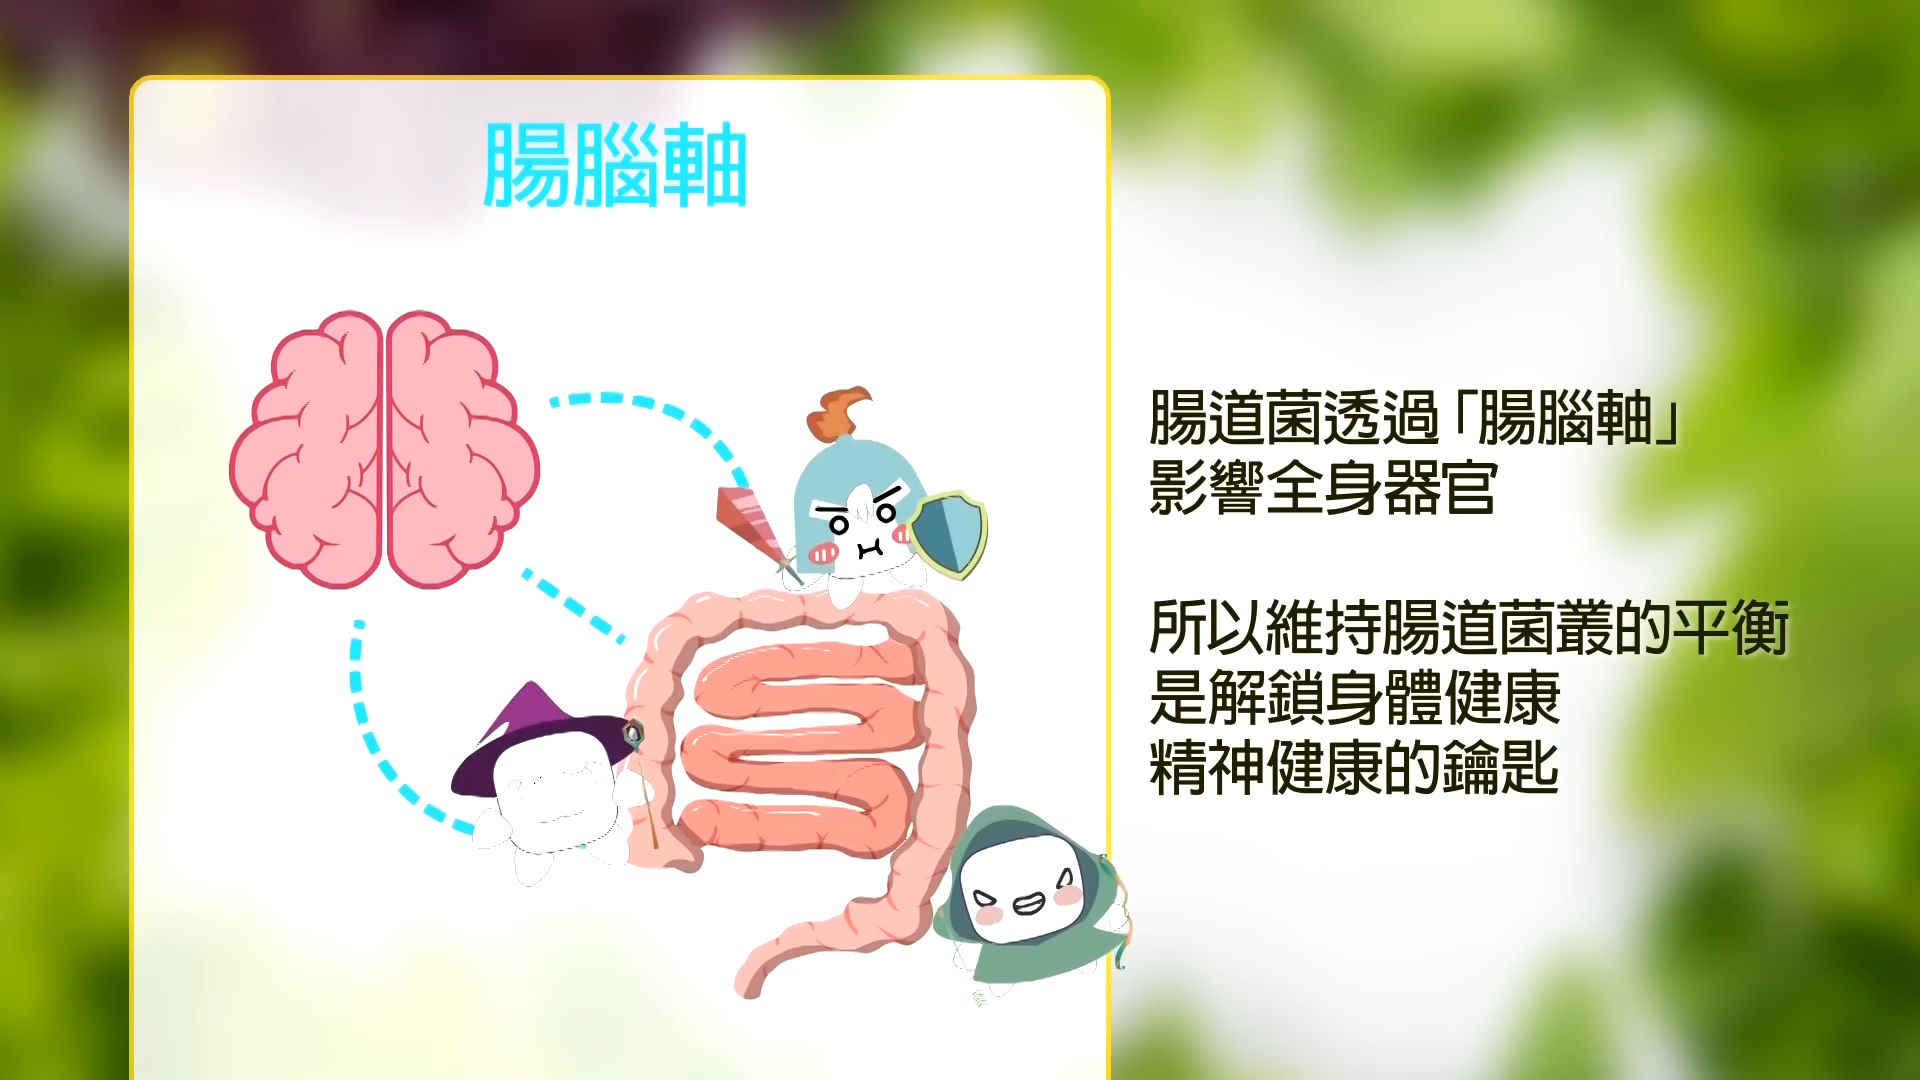 腸腦軸
腸道菌透過「腸腦軸」
影響全身器官
所以維持腸道菌叢的平衡
是解鎖身體健康
精神健康的鑰匙